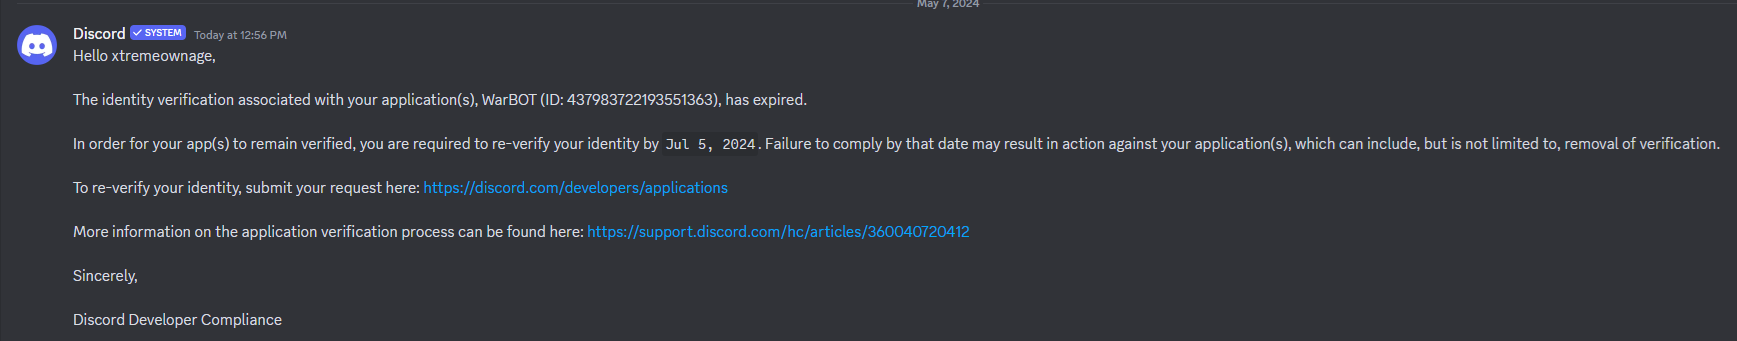 May 7, 2024
Discord ✓ SYSTEM Today at 12:56 PM
Hello xtremeownage,
The identity verification associated with your application(s), WarBOT (ID: 437983722193551363), has expired.
In order for your app(s) to remain verified, you are required to re-verify your identity by Jul 5, 2024. Failure to comply by that date may result in action against your application(s), which can include, but is not limited to, removal of verification.
To re-verify your identity, submit your request here: https://discord.com/developers/applications
More information on the application verification process can be found here: https://support.discord.com/hc/articles/360040720412
Sincerely,
Discord Developer Compliance